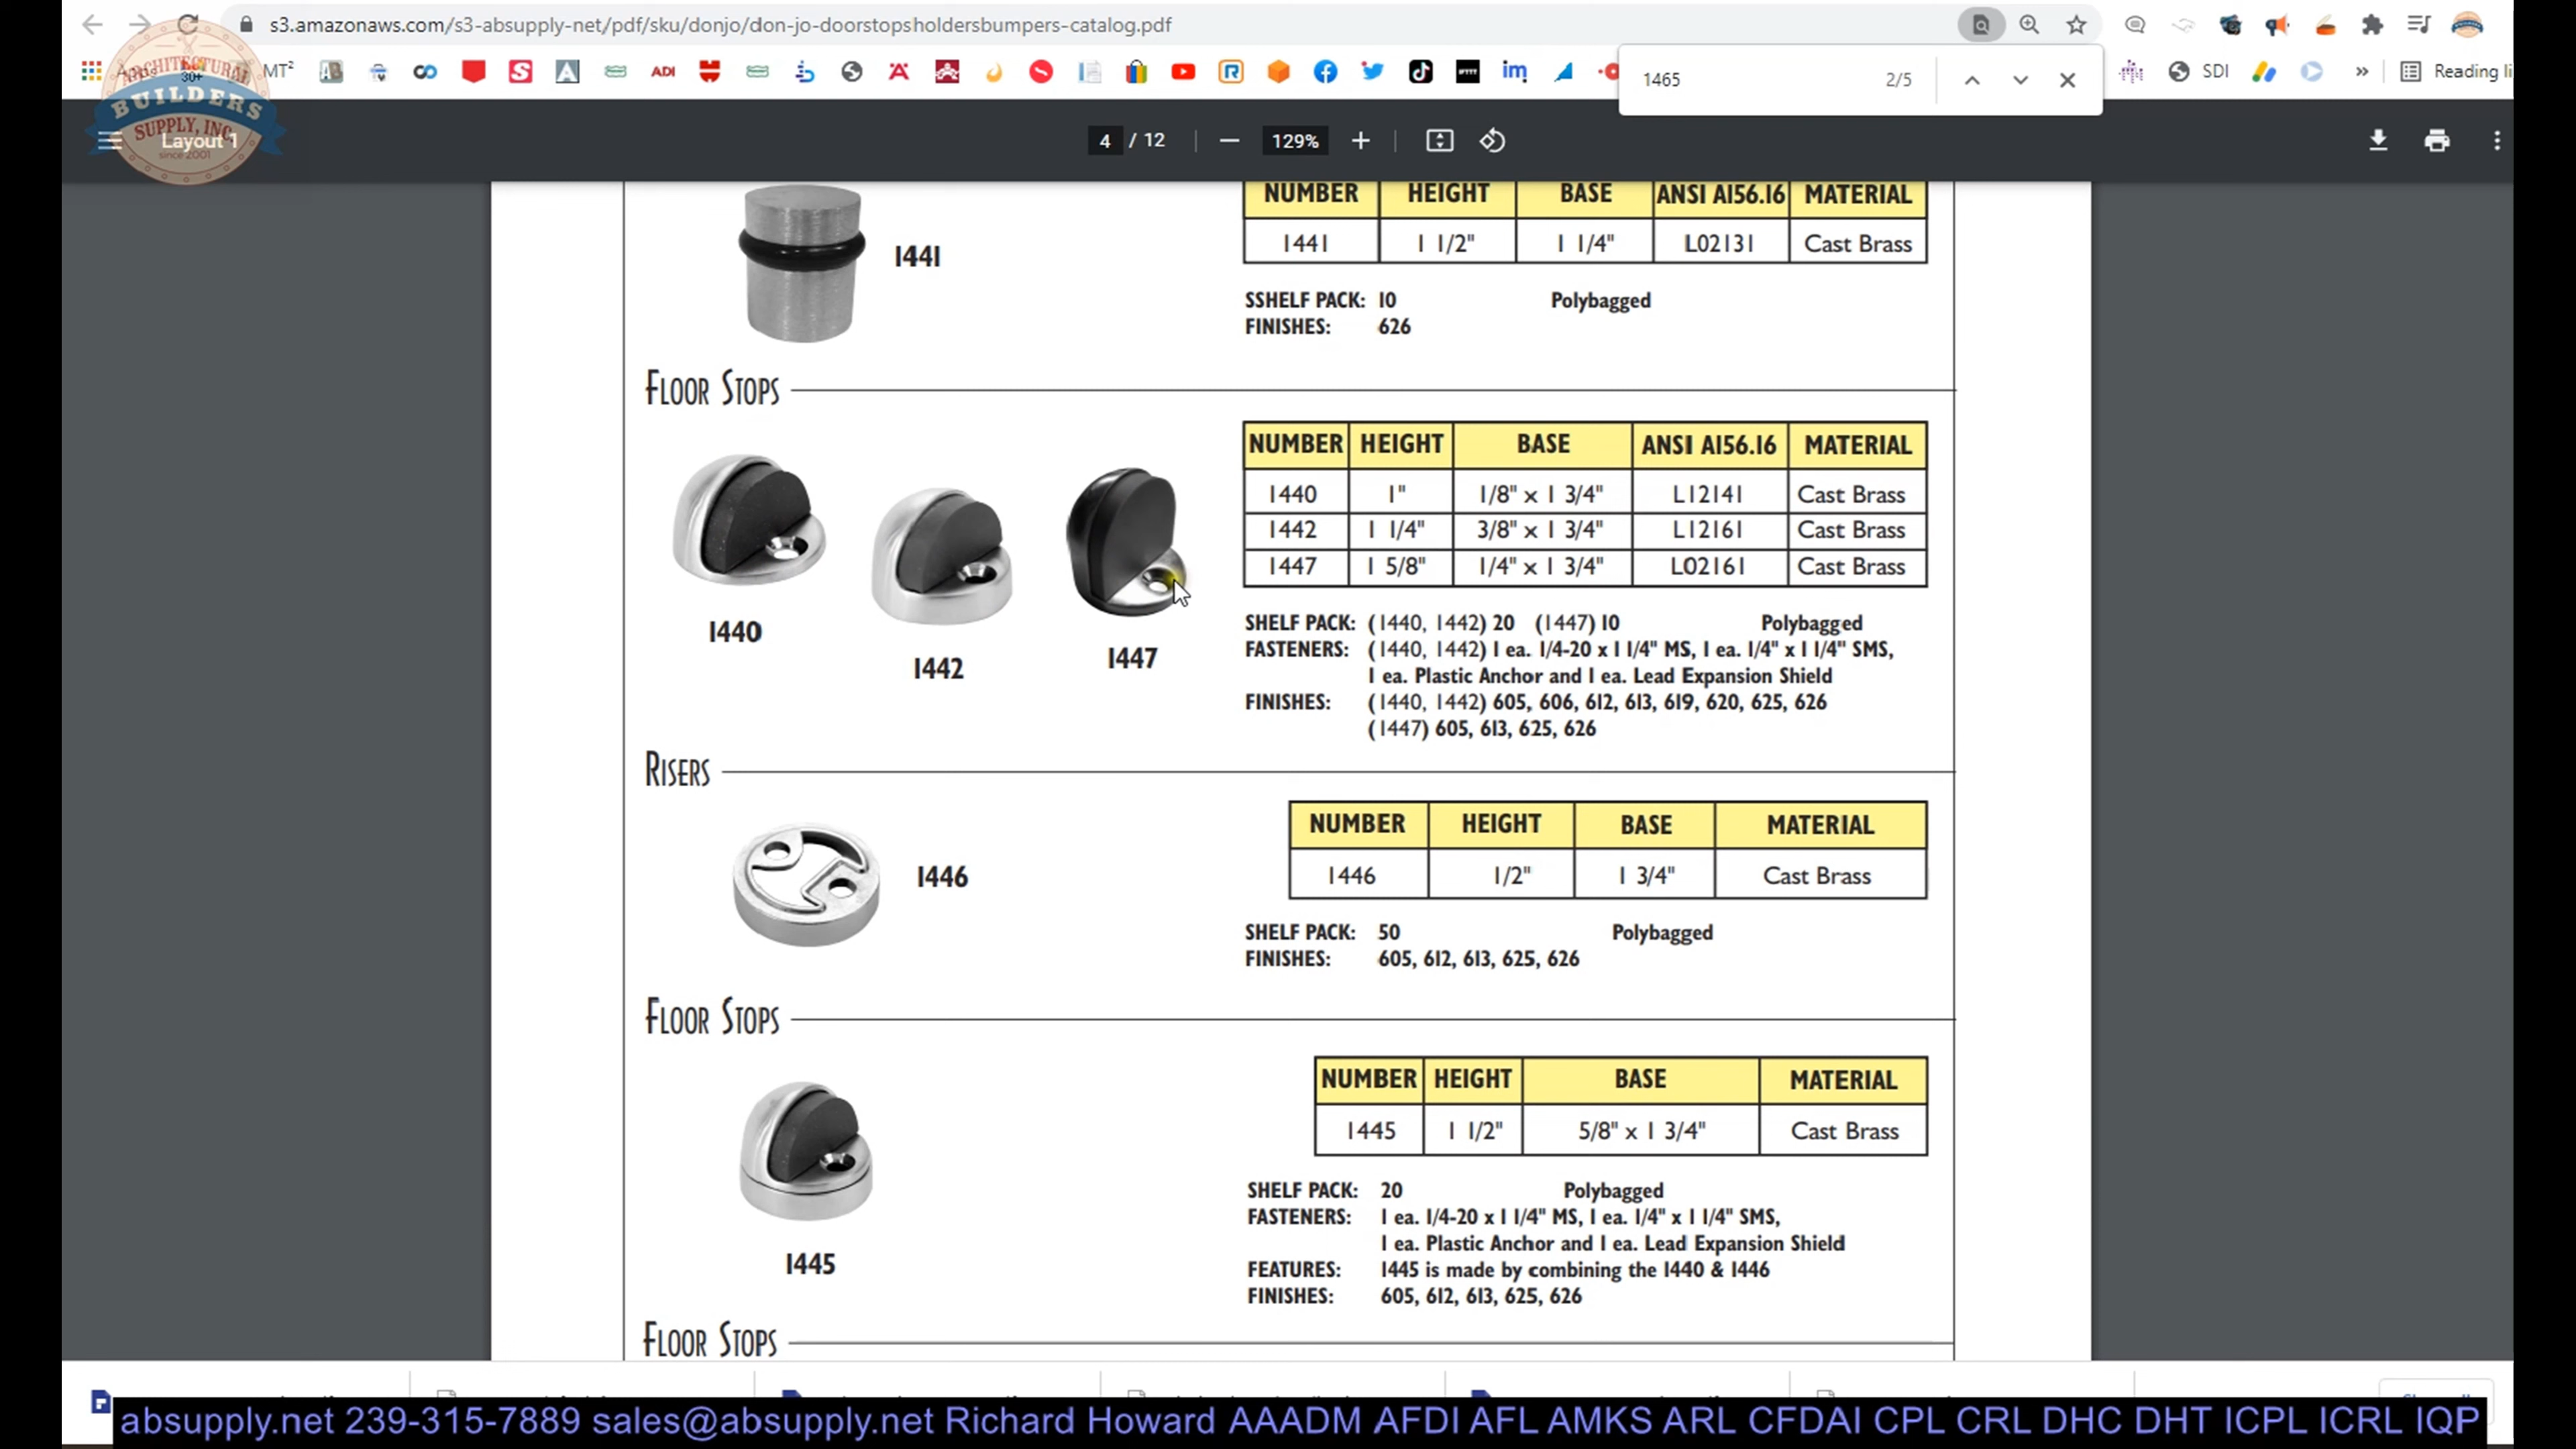 s3.amazonaws.com/s3-absupply-net/pdf/sku/donjo/don-jo-doorstopsholdersbumpers-catalog.pdf
1465 2/5
ADI
SDI
Reading li
ARCHITECTURAL
BUILDERS
SUPPLY, INC.
since 2001
Layout 1
4 / 12 129%
NUMBER HEIGHT BASE ANSI A156.16 MATERIAL
1441 1 1/2" 1 1/4" L02131 Cast Brass
1441
SSHELF PACK: 10 Polybagged
FINISHES: 626
FLOOR STOPS
NUMBER HEIGHT BASE ANSI A156.16 MATERIAL
1440 1" 1/8" x 1 3/4" L12141 Cast Brass
1442 1 1/4" 3/8" x 1 3/4" L12161 Cast Brass
1447 1 5/8" 1/4" x 1 3/4" L02161 Cast Brass
1440
1442
1447
SHELF PACK: (1440, 1442) 20 (1447) 10 Polybagged
FASTENERS: (1440, 1442) 1 ea. 1/4-20 x 1 1/4" MS, 1 ea. 1/4" x 1 1/4" SMS,
1 ea. Plastic Anchor and 1 ea. Lead Expansion Shield
FINISHES: (1440, 1442) 605, 606, 612, 613, 619, 620, 625, 626
(1447) 605, 613, 625, 626
RISERS
NUMBER HEIGHT BASE MATERIAL
1446 1/2" 1 3/4" Cast Brass
1446
SHELF PACK: 50 Polybagged
FINISHES: 605, 612, 613, 625, 626
FLOOR STOPS
NUMBER HEIGHT BASE MATERIAL
1445 1 1/2" 5/8" x 1 3/4" Cast Brass
1445
SHELF PACK: 20 Polybagged
FASTENERS: 1 ea. 1/4-20 x 1 1/4" MS, 1 ea. 1/4" x 1 1/4" SMS,
1 ea. Plastic Anchor and 1 ea. Lead Expansion Shield
FEATURES: 1445 is made by combining the 1440 & 1446
FINISHES: 605, 612, 613, 625, 626
FLOOR STOPS
absupply.net 239-315-7889 sales@absupply.net Richard Howard AAADM AFDI AFL AMKS ARL CFDAI CPL CRL DHC DHT ICPL ICRL IQP